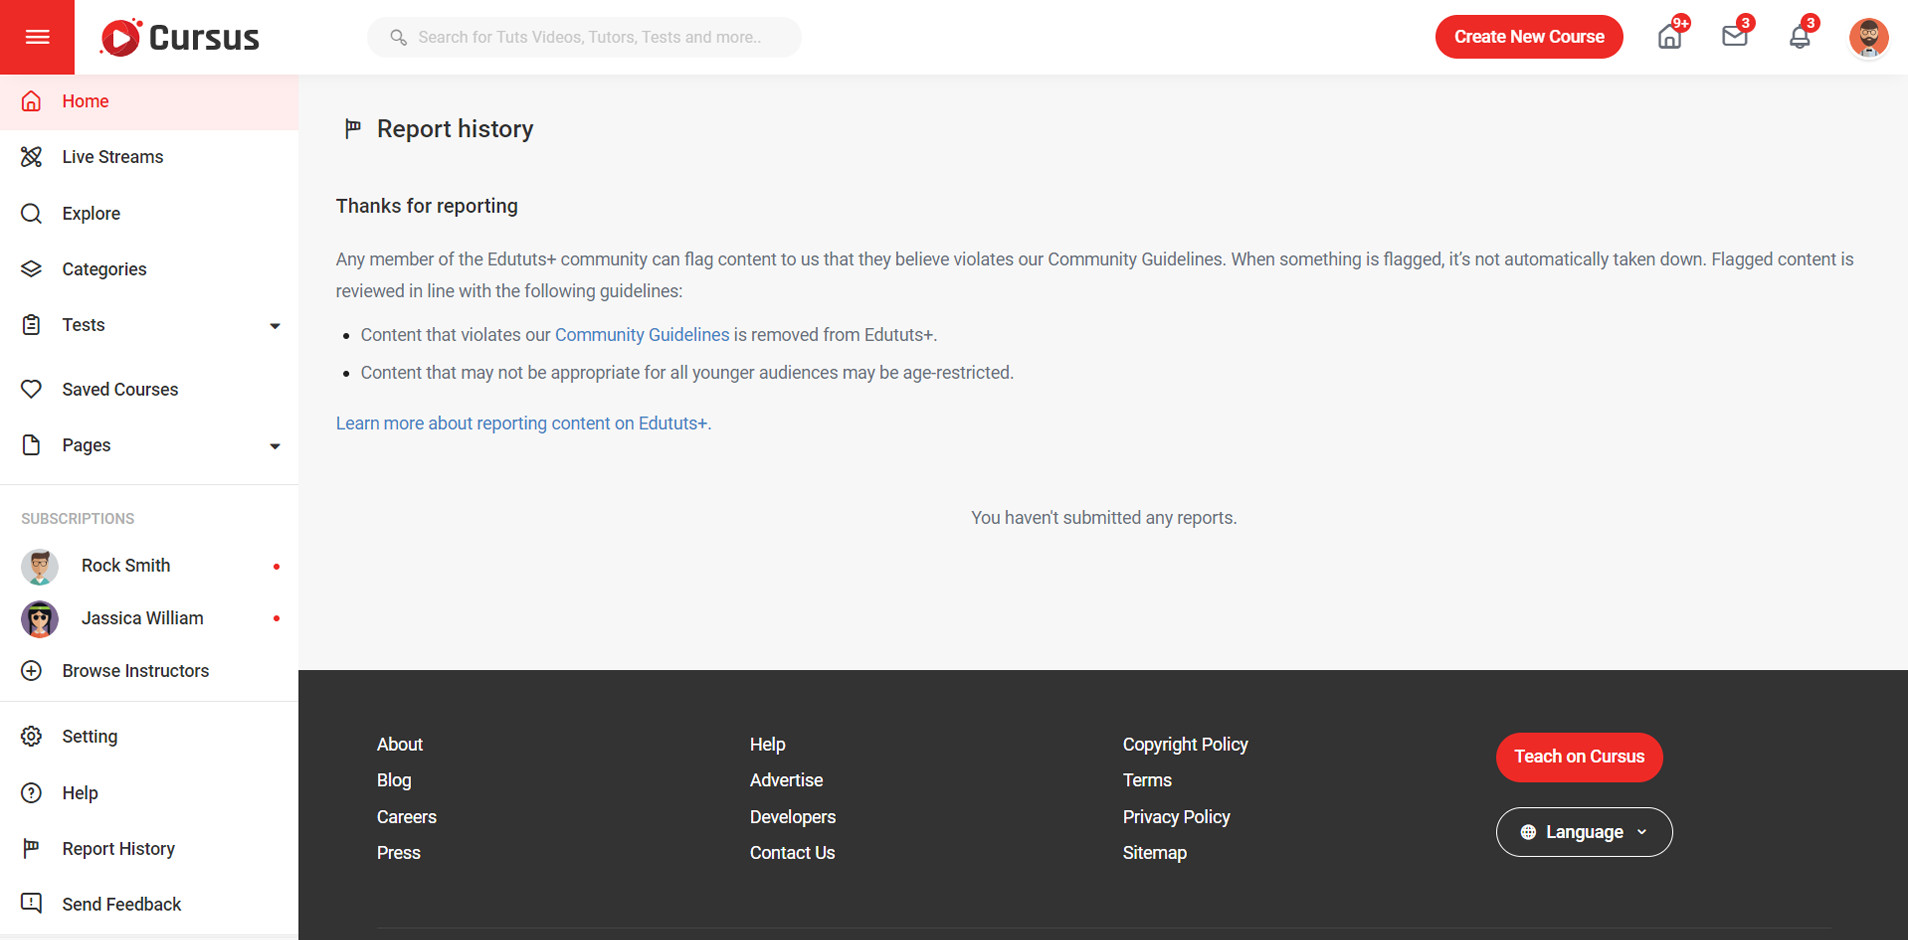 Cursus
Search for Tuts Videos, Tutors, Tests and more..
Create New Course
9+
3
3
Home
Live Streams
Explore
Categories
Tests
Saved Courses
Pages
SUBSCRIPTIONS
Rock Smith
Jassica William
Browse Instructors
Setting
Help
Report History
Send Feedback
Report history
Thanks for reporting
Any member of the Edututs+ community can flag content to us that they believe violates our Community Guidelines. When something is flagged, it’s not automatically taken down. Flagged content is
reviewed in line with the following guidelines:
Content that violates our Community Guidelines is removed from Edututs+.
Content that may not be appropriate for all younger audiences may be age-restricted.
Learn more about reporting content on Edututs+.
You haven't submitted any reports.
About
Blog
Careers
Press
Help
Advertise
Developers
Contact Us
Copyright Policy
Terms
Privacy Policy
Sitemap
Teach on Cursus
Language